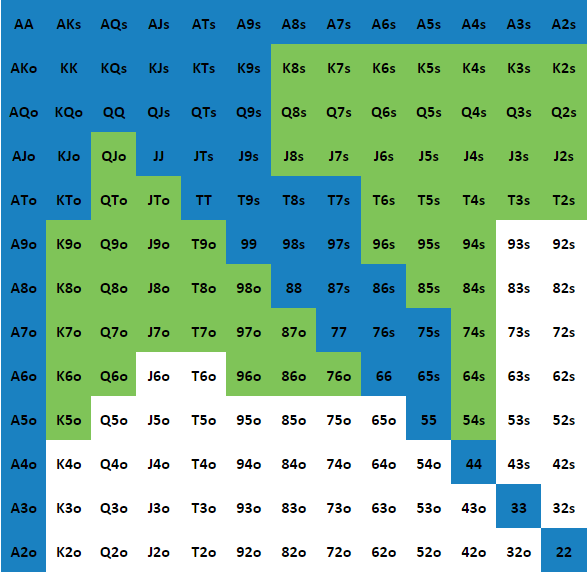 AA AKs AQs AJs ATs A9s A8s A7s A6s A5s A4s A3s A2s
AKo KK KQs KJs KTs K9s K8s K7s K6s K5s K4s K3s K2s
AQo KQo QQ QJs QTs Q9s Q8s Q7s Q6s Q5s Q4s Q3s Q2s
AJo KJo QJo JJ JTs J9s J8s J7s J6s J5s J4s J3s J2s
ATo KTo QTo JTo TT T9s T8s T7s T6s T5s T4s T3s T2s
A9o K9o Q9o J9o T9o 99 98s 97s 96s 95s 94s 93s 92s
A8o K8o Q8o J8o T8o 98o 88 87s 86s 85s 84s 83s 82s
A7o K7o Q7o J7o T7o 97o 87o 77 76s 75s 74s 73s 72s
A6o K6o Q6o J6o T6o 96o 86o 76o 66 65s 64s 63s 62s
A5o K5o Q5o J5o T5o 95o 85o 75o 65o 55 54s 53s 52s
A4o K4o Q4o J4o T4o 94o 84o 74o 64o 54o 44 43s 42s
A3o K3o Q3o J3o T3o 93o 83o 73o 63o 53o 43o 33 32s
A2o K2o Q2o J2o T2o 92o 82o 72o 62o 52o 42o 32o 22